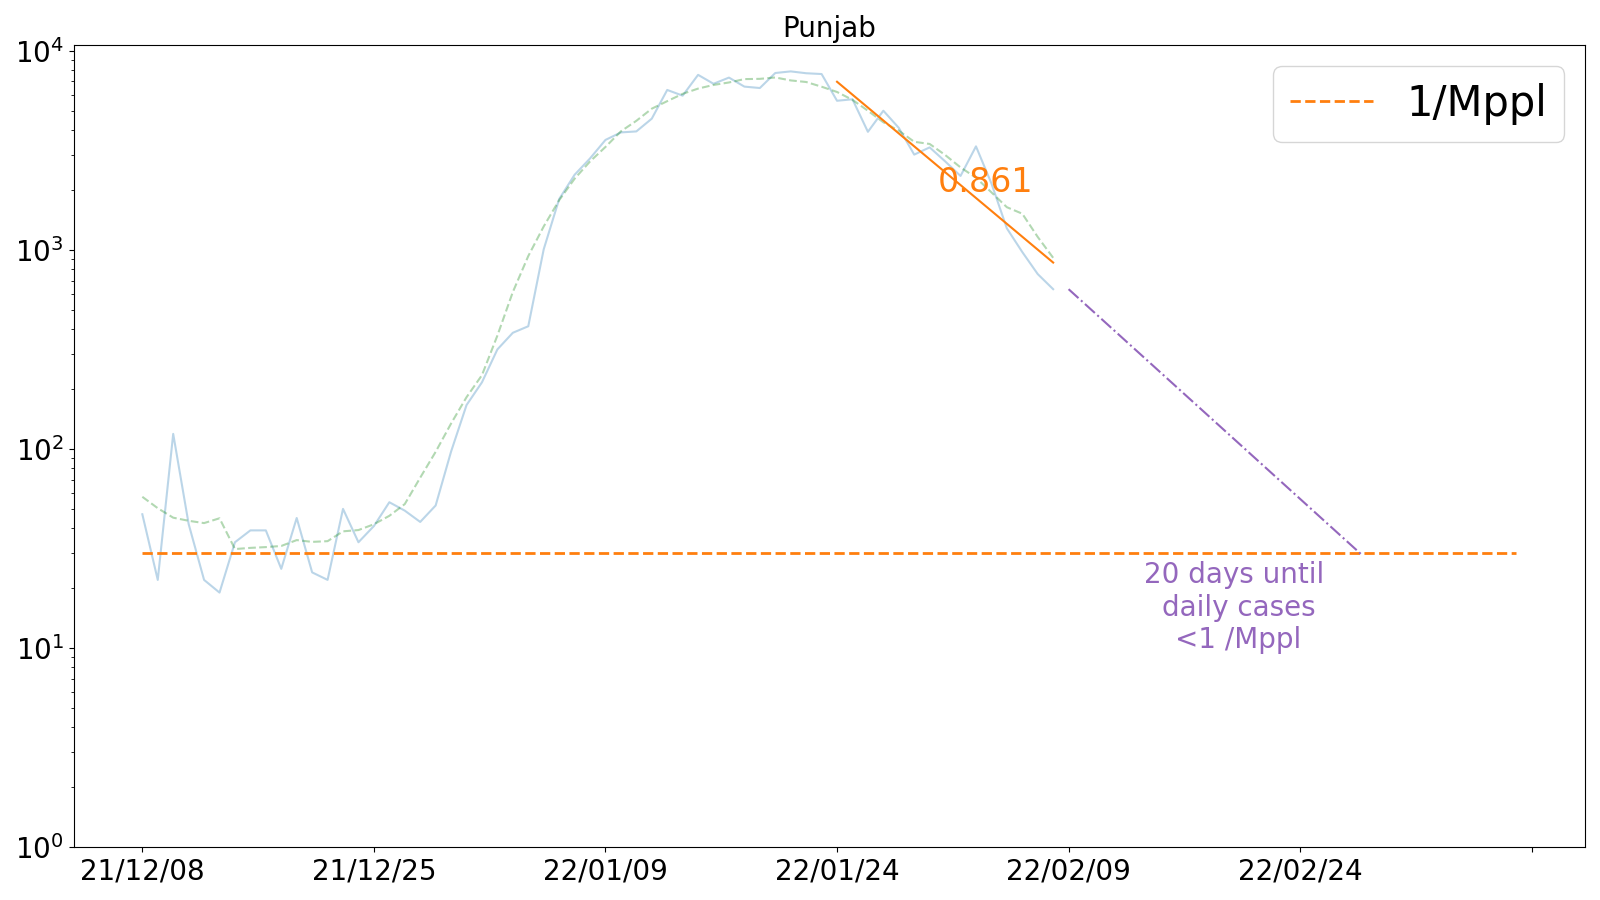 Punjab
10^4
10^3
10^2
10^1
10^0
1/Mppl
0.861
20 days until
daily cases
<1 /Mppl
21/12/08
21/12/25
22/01/09
22/01/24
22/02/09
22/02/24